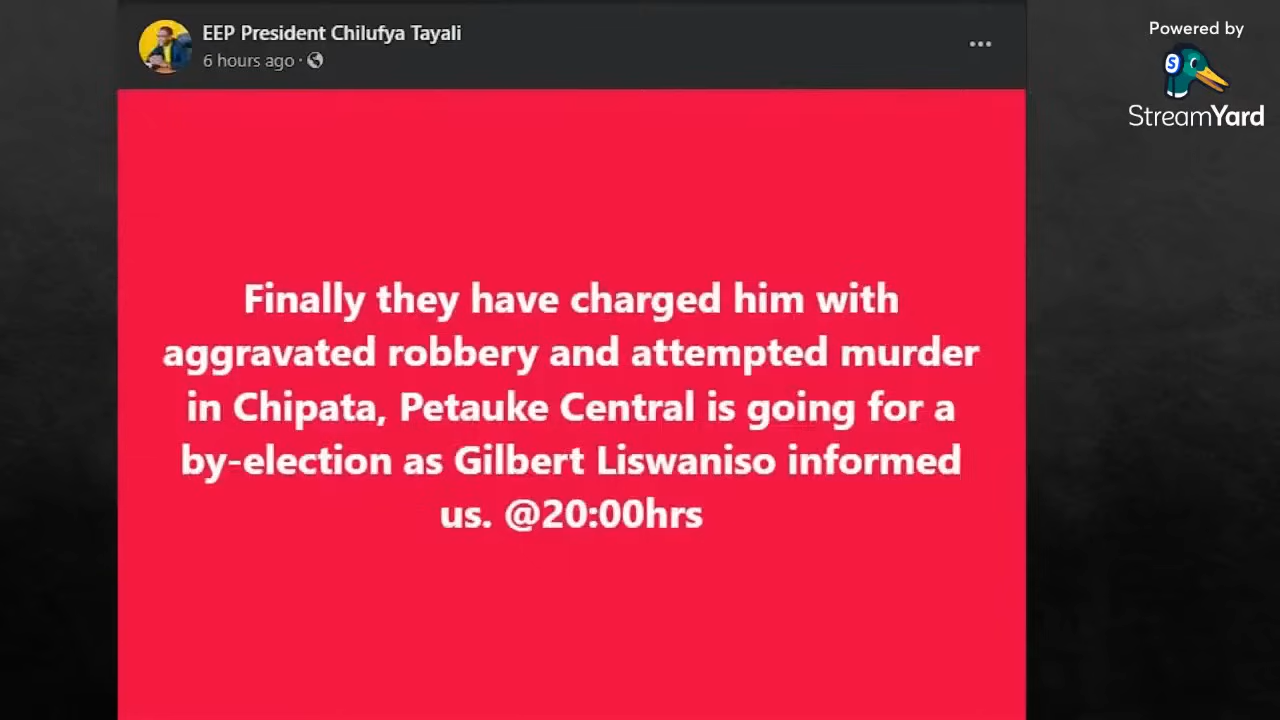 EEP President Chilufya Tayali
6 hours ago ·
Powered by
S
StreamYard
Finally they have charged him with
aggravated robbery and attempted murder
in Chipata, Petauke Central is going for a
by-election as Gilbert Liswaniso informed
us. @20:00hrs